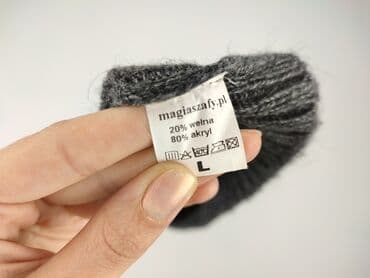 magiaszafy.pl
20% wełna
80% akryl
L